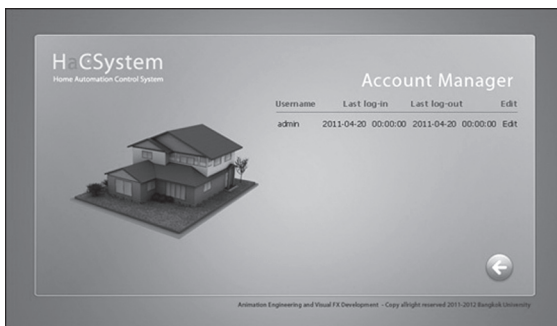 HaCSystem
Home Automation Control System
Account Manager
Username Last log-in Last log-out Edit
admin 2011-04-20 00:00:00 2011-04-20 00:00:00 Edit
Animation Engineering and Visual FX Development - Copy allright reserved 2011-2012 Bangkok University